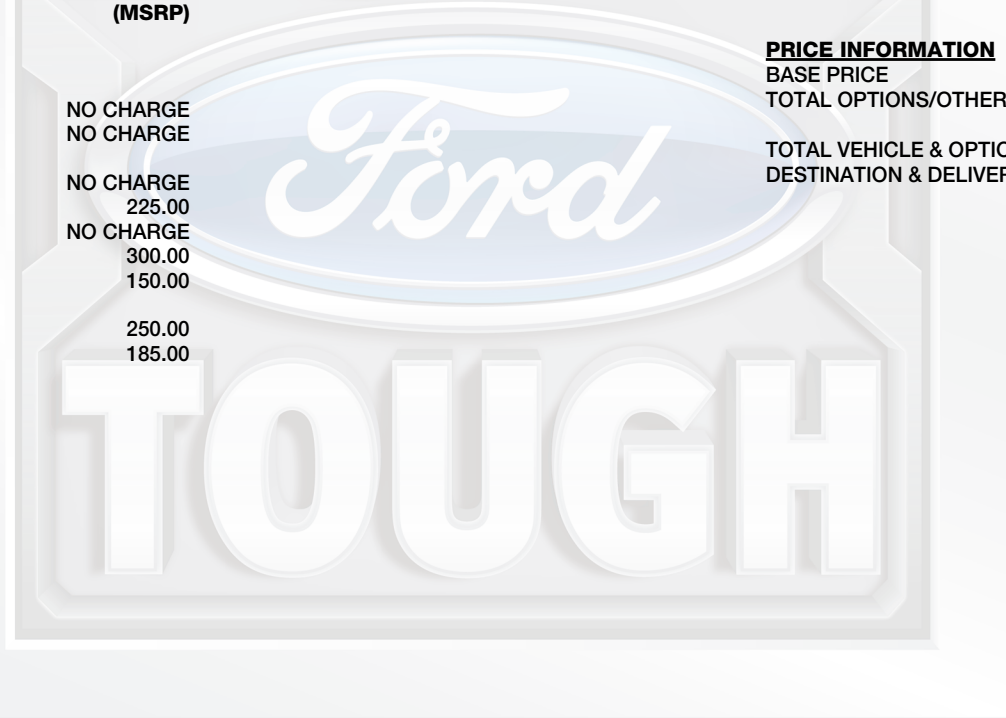 (MSRP)
NO CHARGE
NO CHARGE
NO CHARGE
225.00
NO CHARGE
300.00
150.00
250.00
185.00
PRICE INFORMATION
BASE PRICE
TOTAL OPTIONS/OTHER
TOTAL VEHICLE & OPTIO
DESTINATION & DELIVER
Ford
TOUGH